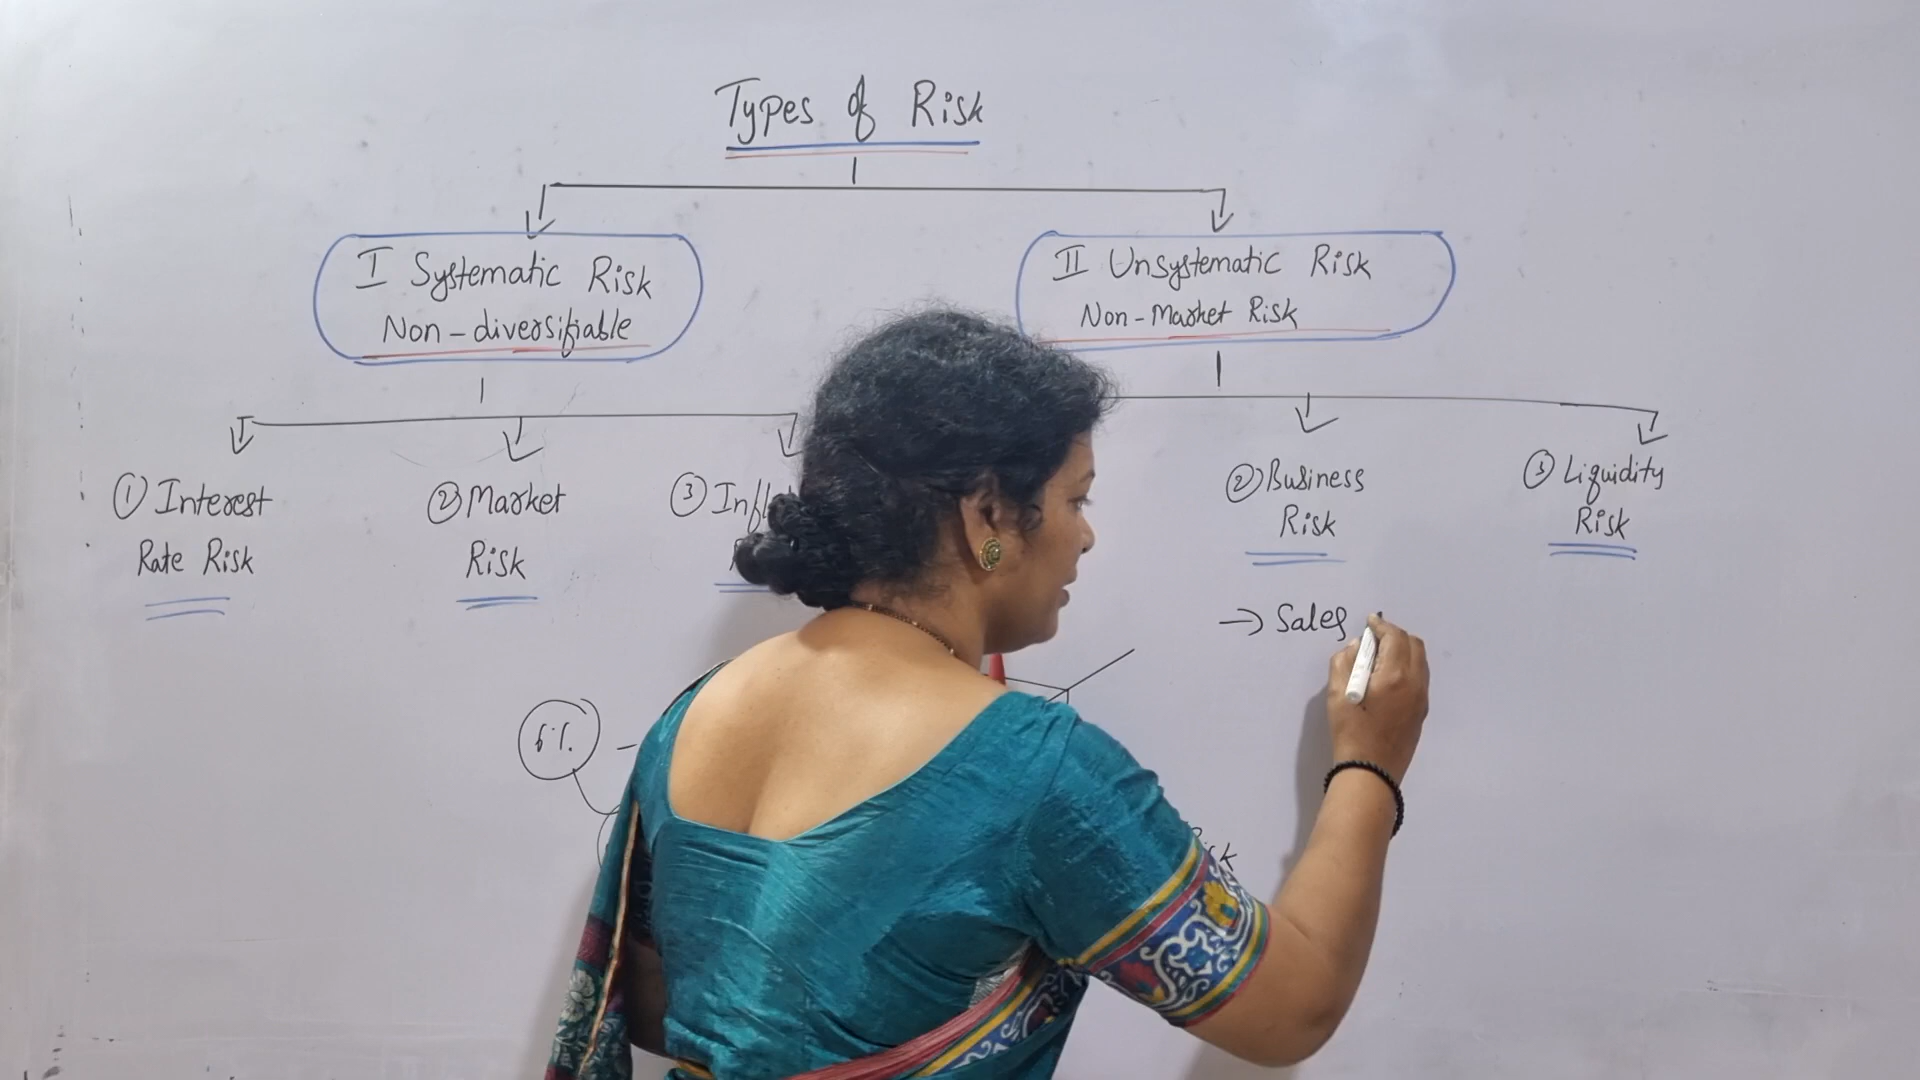 Types of Risk
I Systematic Risk
Non-diversifiable
II Unsystematic Risk
Non-Market Risk
① Interest
Rate Risk
② Market
Risk
③
② Business
Risk
③ Liquidity
Risk
→ Sales
6%